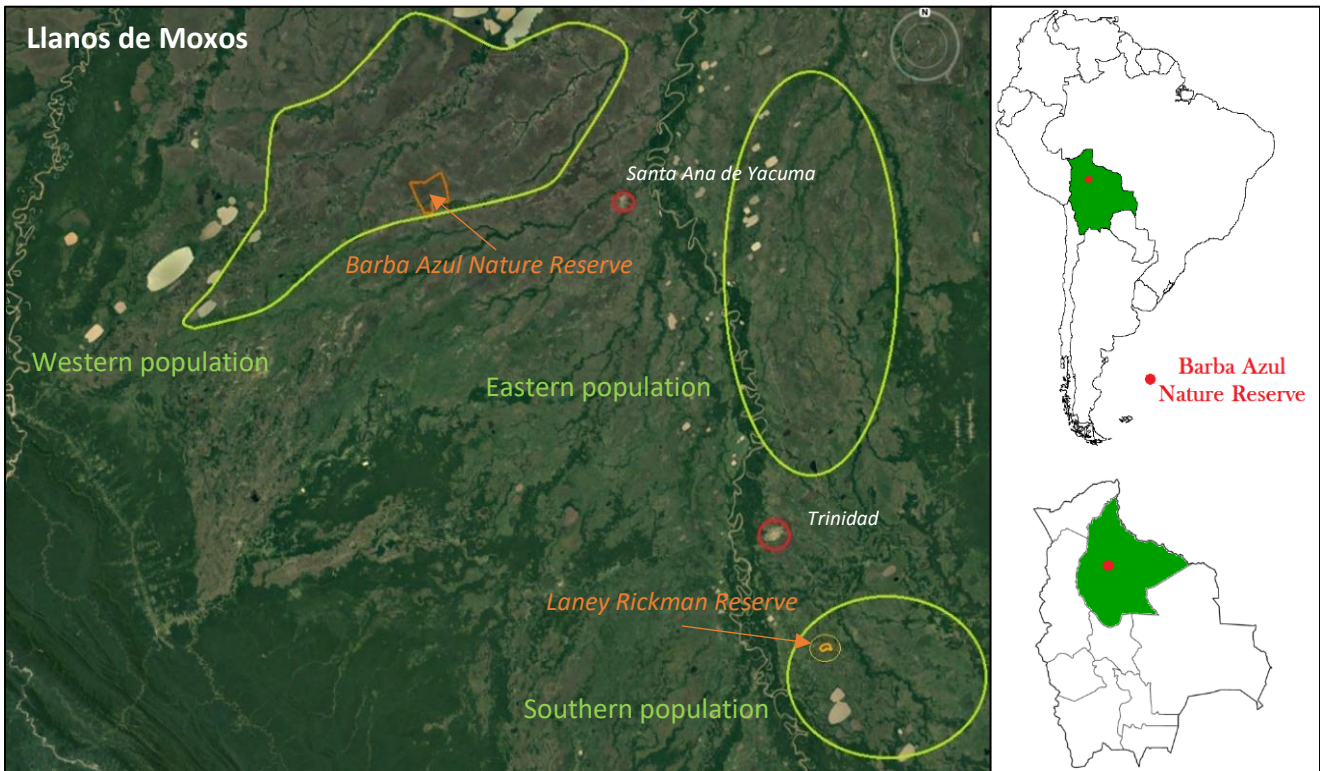 Llanos de Moxos
N
Santa Ana de Yacuma
Barba Azul Nature Reserve
Western population
Eastern population
Trinidad
Laney Rickman Reserve
Southern population
Barba Azul
Nature Reserve